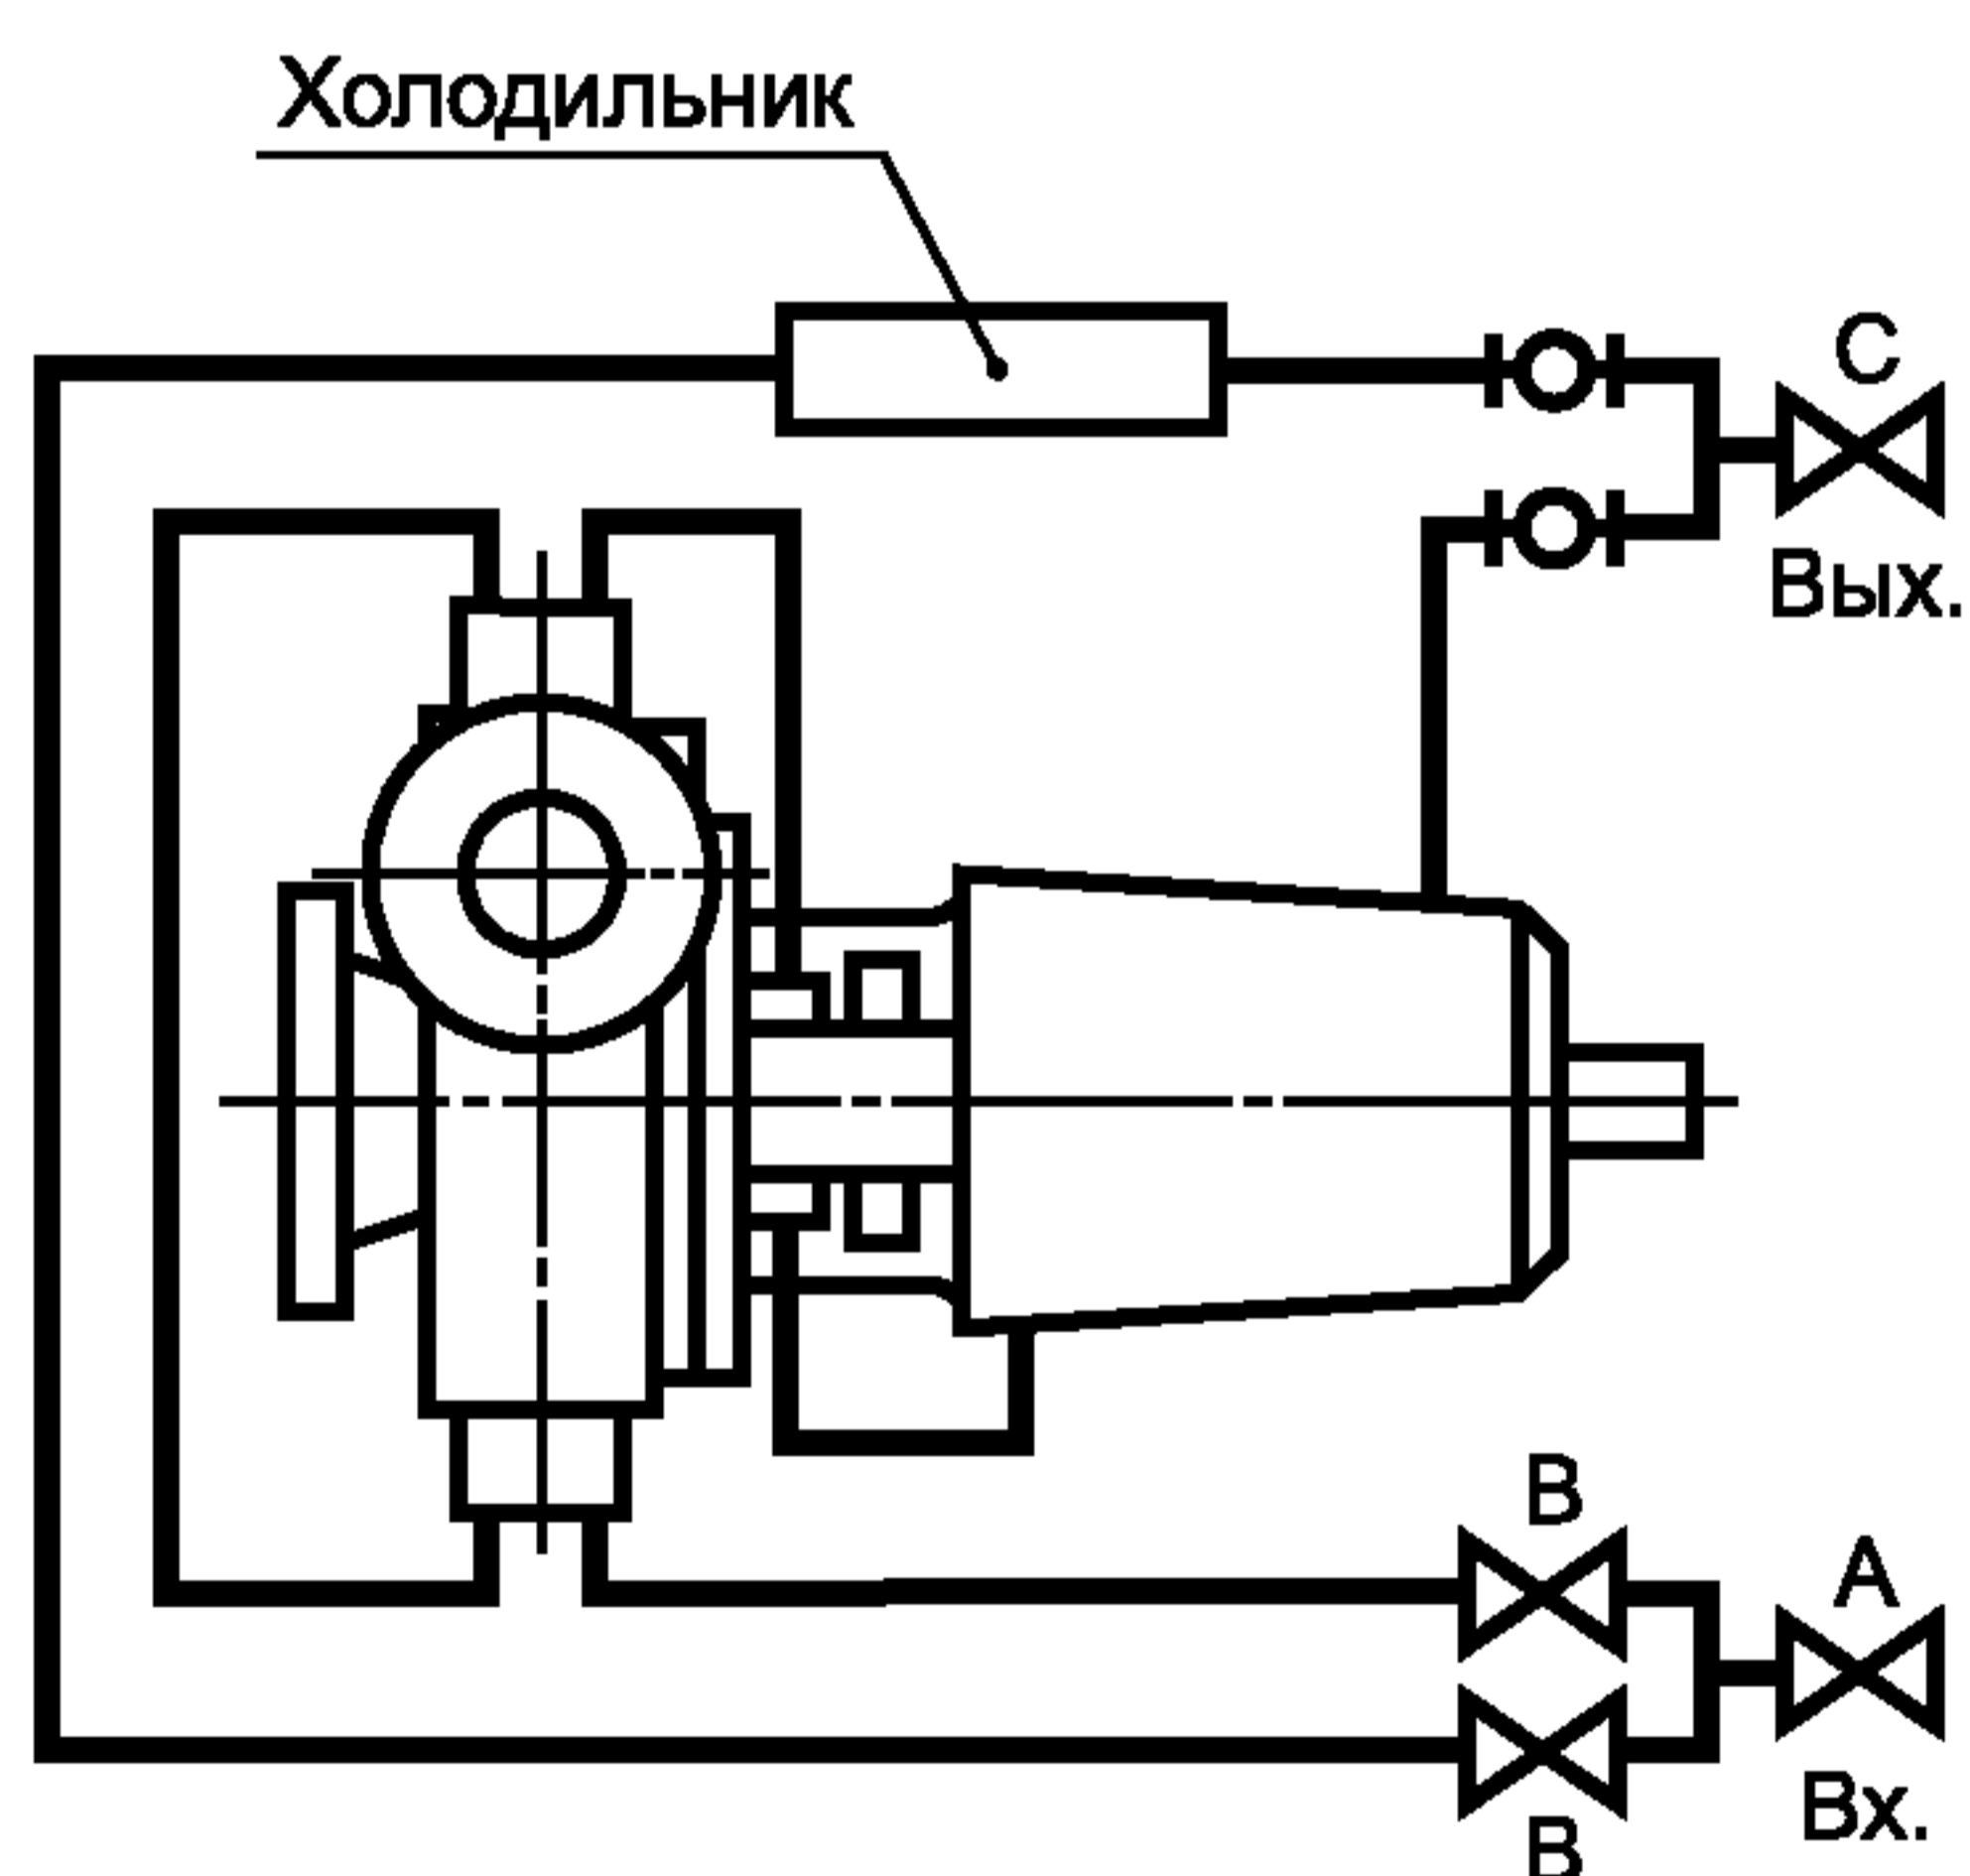 Холодильник
С
Вых.
В
А
Вх.
В